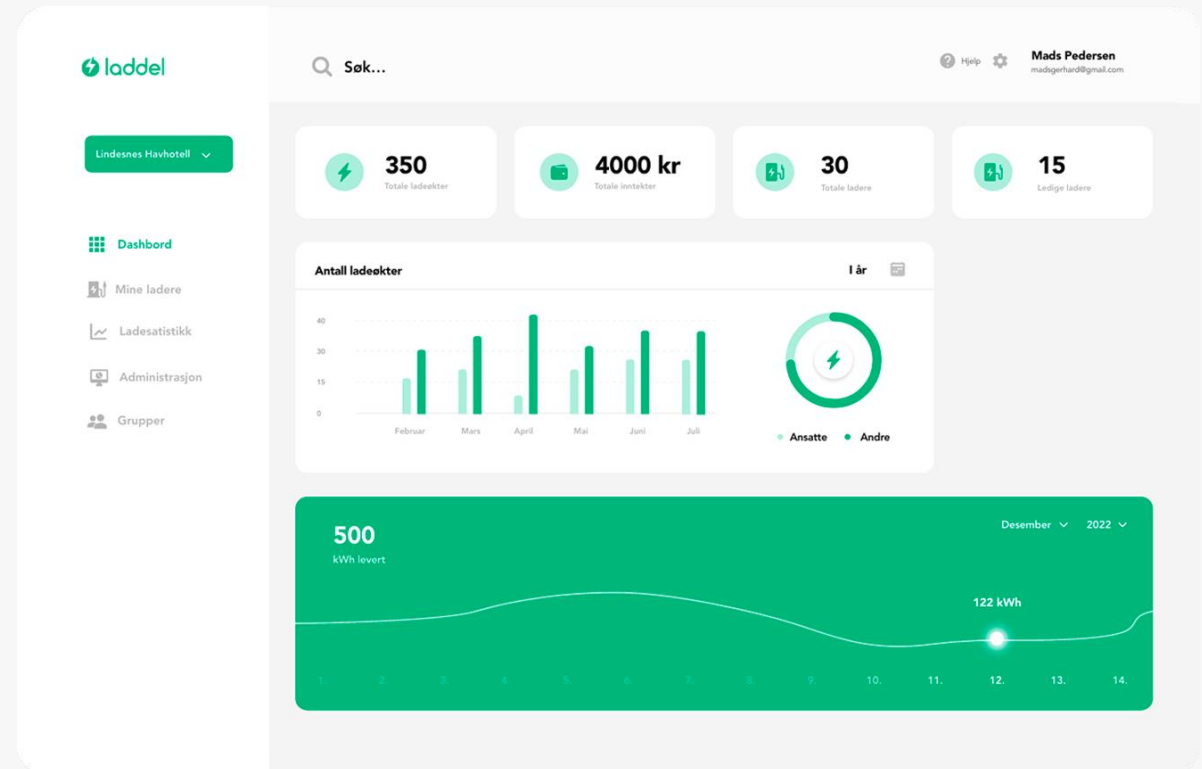 laddel
Søk...
Hjelp
Mads Pedersen
madsgerhard@gmail.com
Lindesnes Havhotell
Dashbord
Mine ladere
Ladesatistikk
Administrasjon
Grupper
350
Totale ladeøkter
4000 kr
Totale inntekter
30
Totale ladere
15
Ledige ladere
Antall ladeøkter
I år
40
30
15
0
Februar Mars April Mai Juni Juli
Ansatte Andre
500
kWh levert
Desember 2022
122 kWh
1. 2. 3. 4. 5. 6. 7. 8. 9. 10. 11. 12. 13. 14.